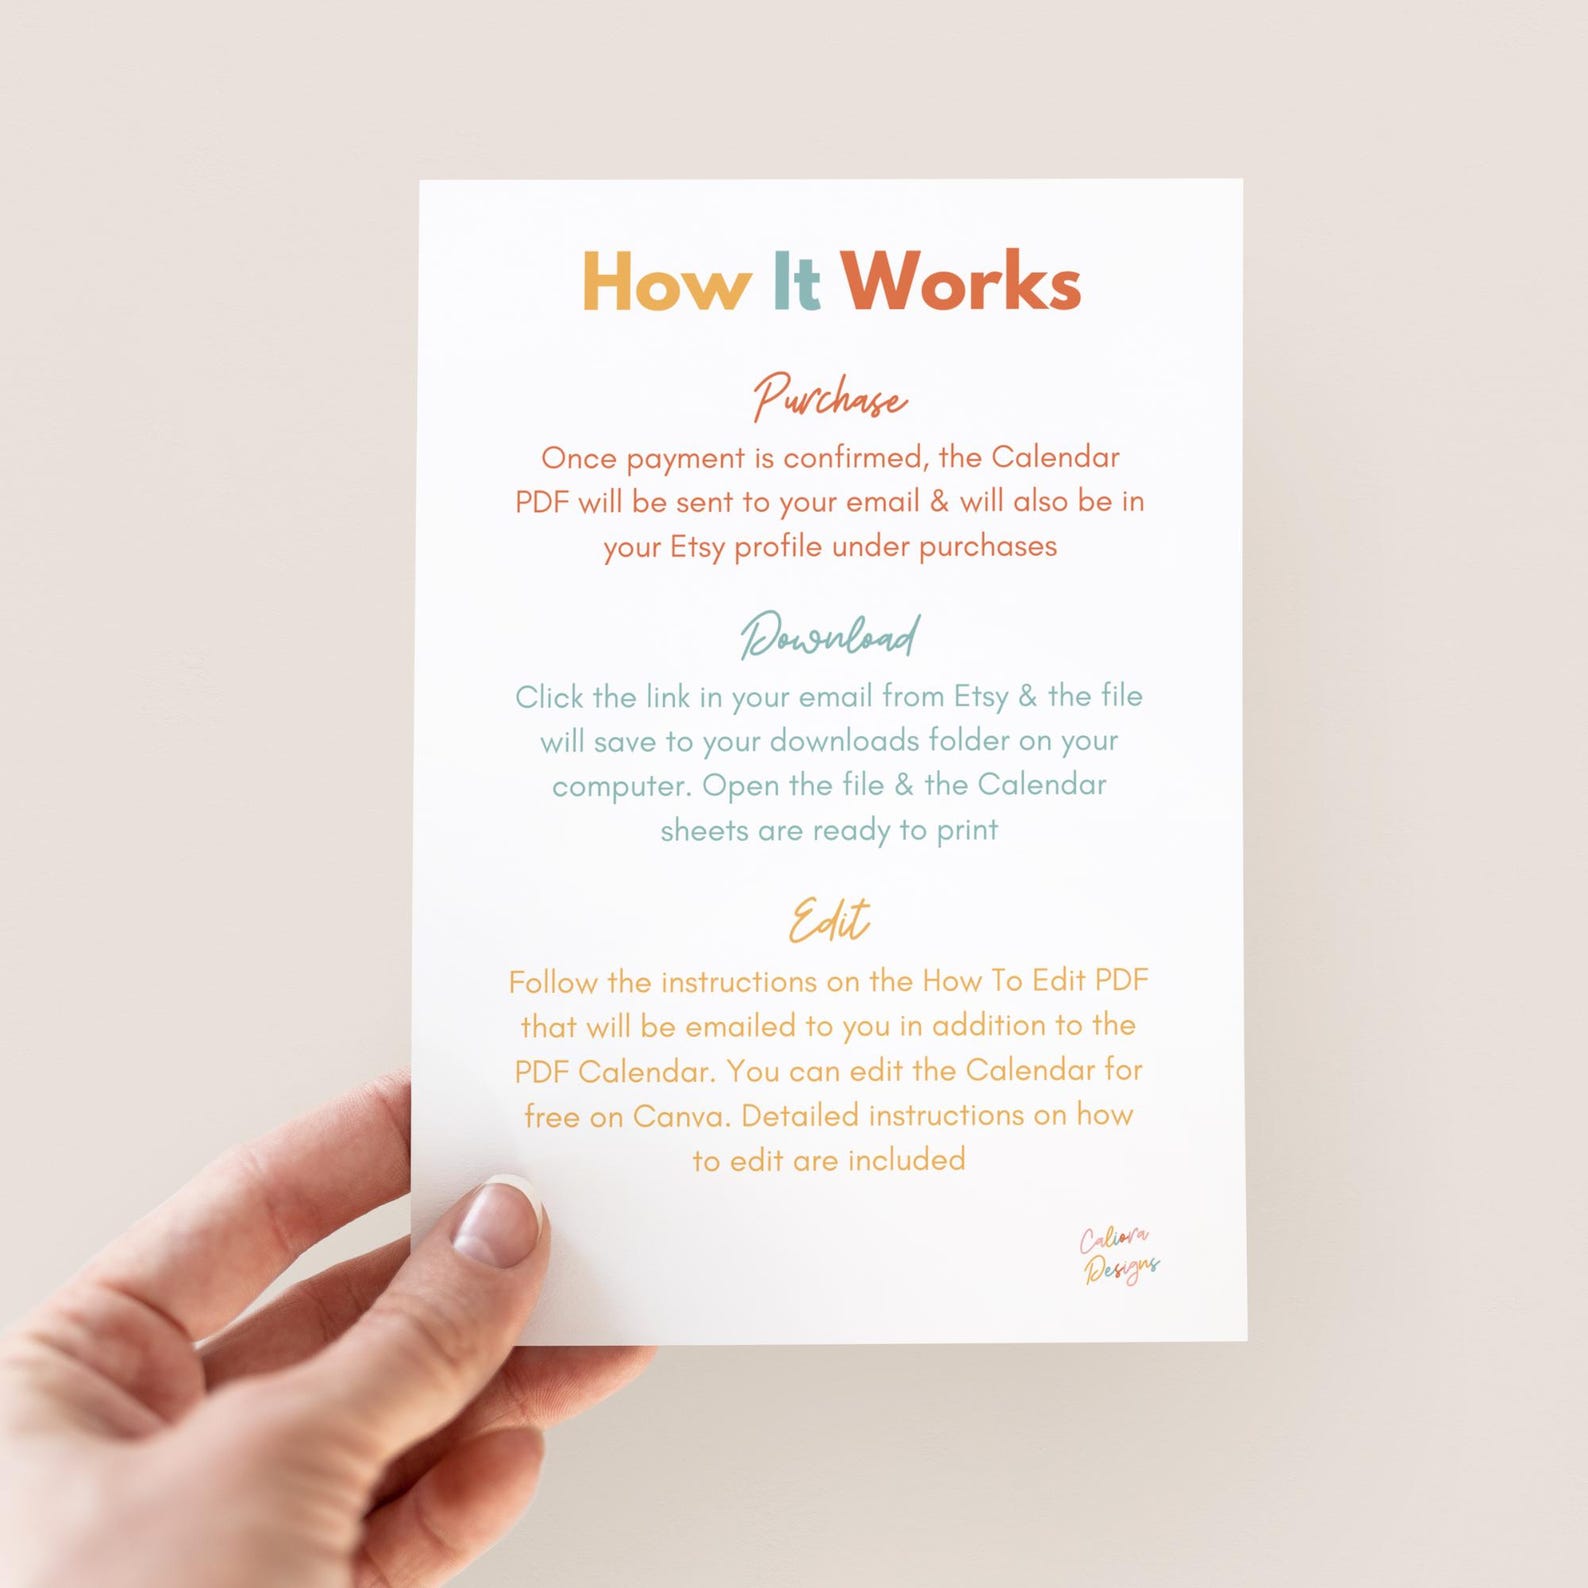 How It Works
Purchase
Once payment is confirmed, the Calendar
PDF will be sent to your email & will also be in
your Etsy profile under purchases
Download
Click the link in your email from Etsy & the file
will save to your downloads folder on your
computer. Open the file & the Calendar
sheets are ready to print
Edit
Follow the instructions on the How To Edit PDF
that will be emailed to you in addition to the
PDF Calendar. You can edit the Calendar for
free on Canva. Detailed instructions on how
to edit are included
Caliora
Designs